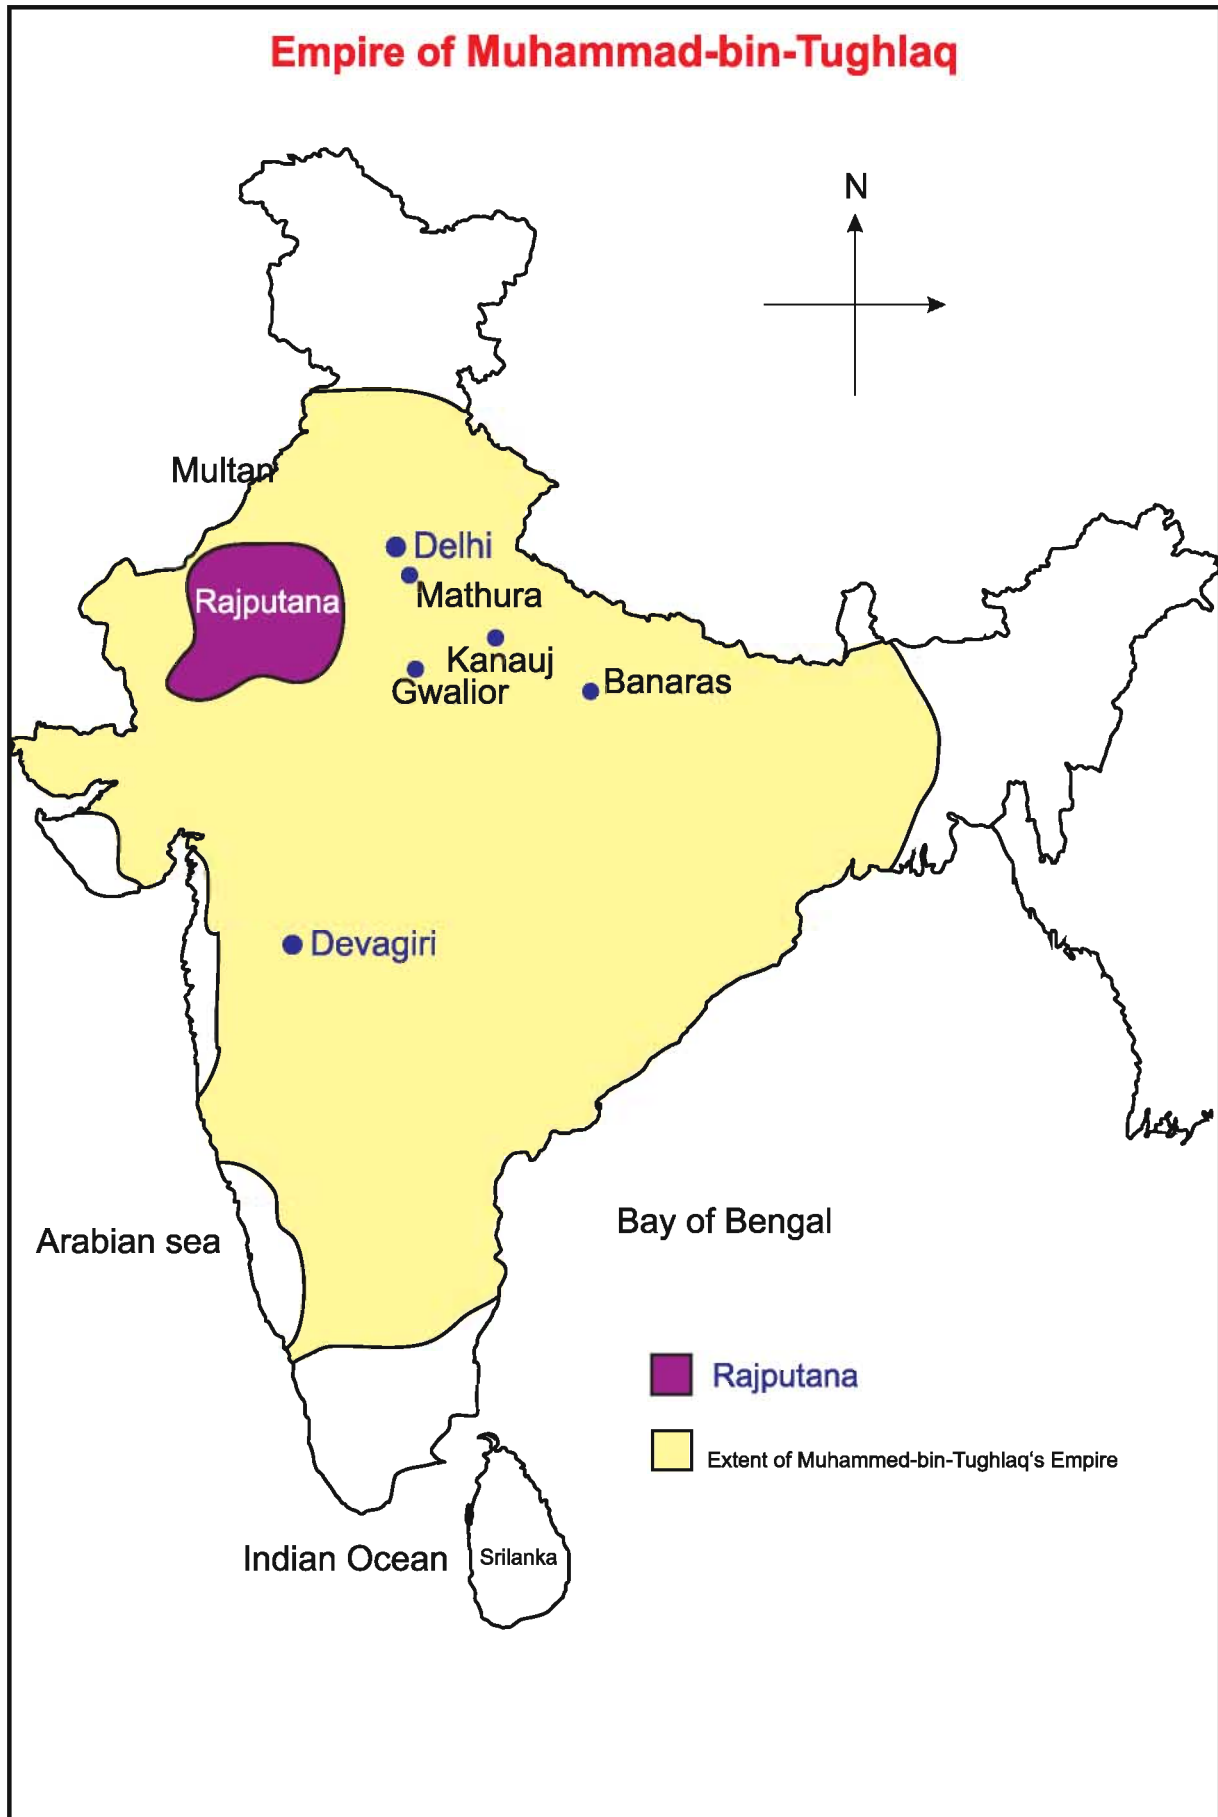 Empire of Muhammad-bin-Tughlaq
N
Multan
Delhi
Mathura
Rajputana
Kanauj
Gwalior
Banaras
Devagiri
Arabian sea
Bay of Bengal
Rajputana
Extent of Muhammed-bin-Tughlaq's Empire
Indian Ocean
Srilanka